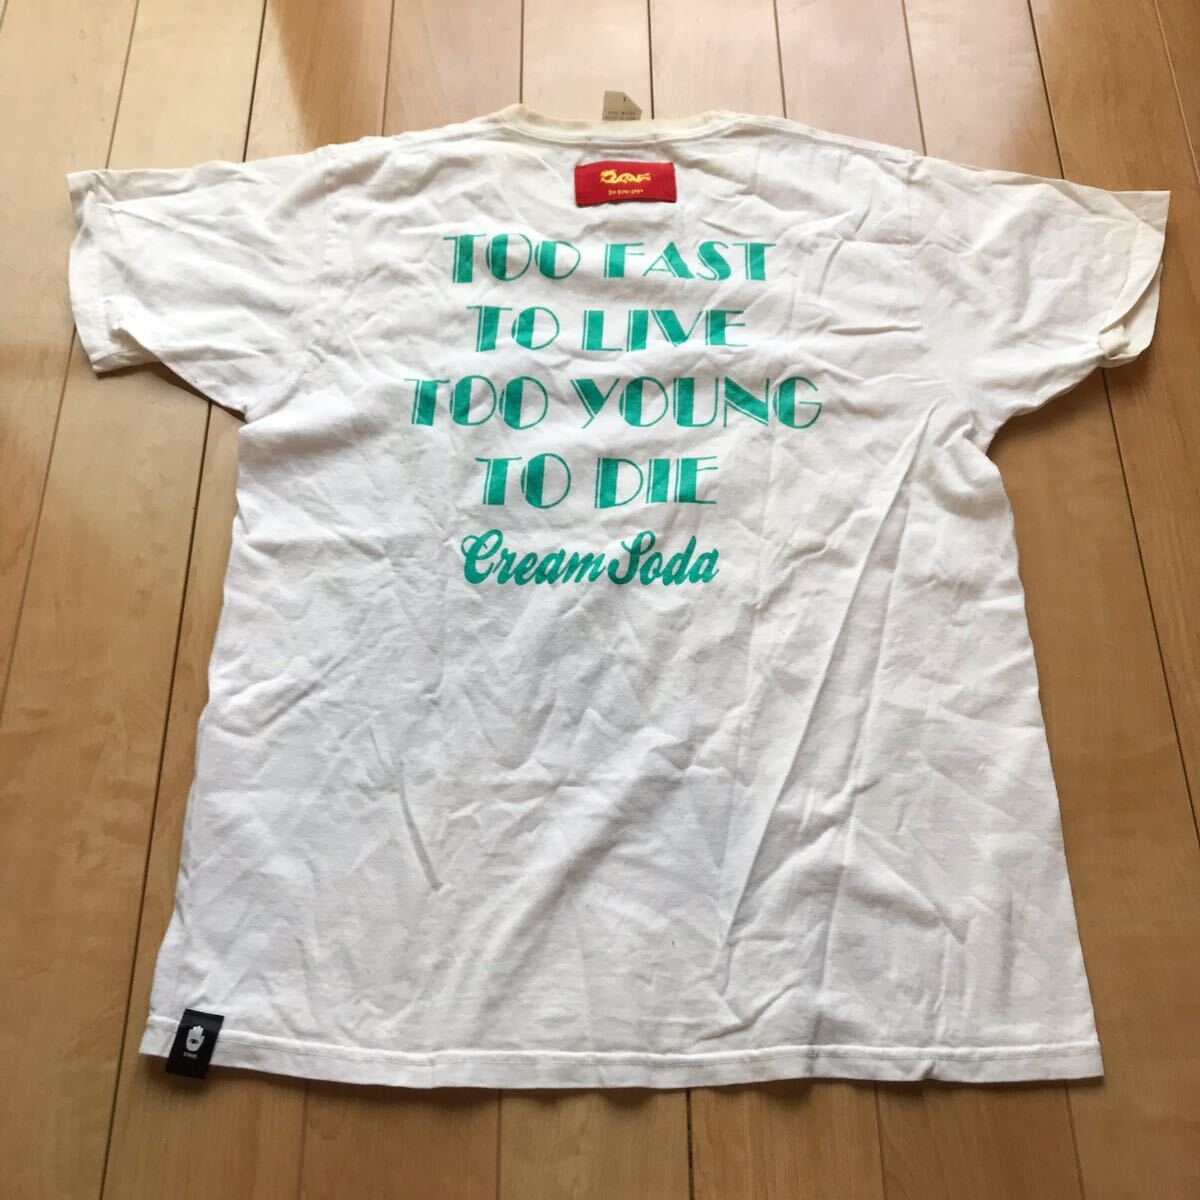 TOO FAST
TO LIVE
TOO YOUNG
TO DIE
Cream Soda